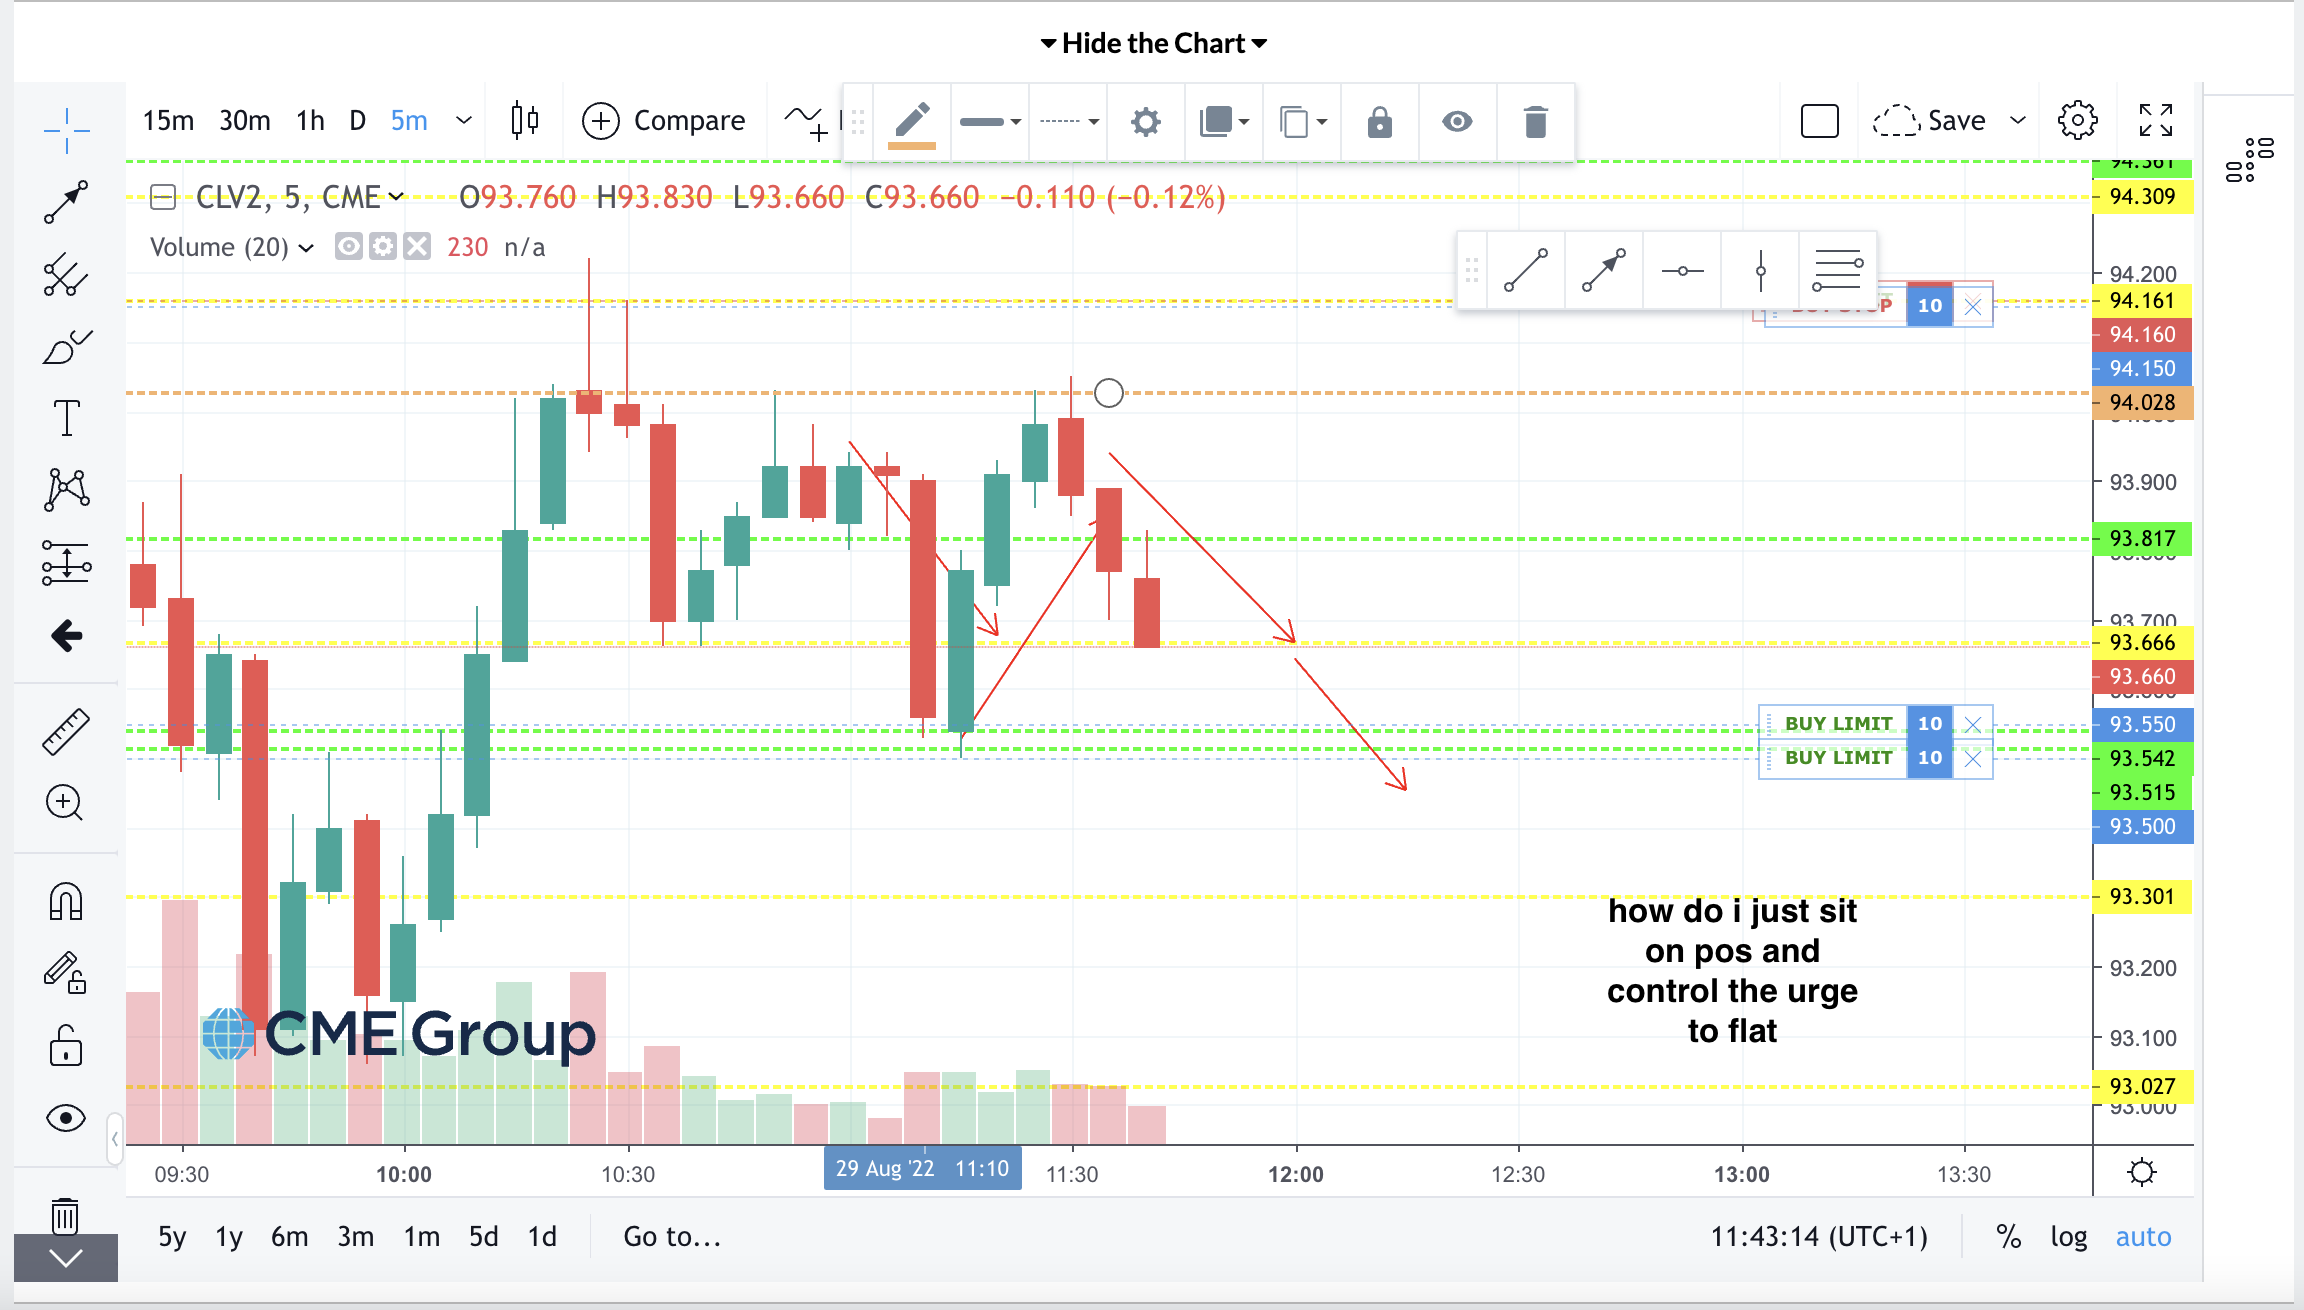 Hide the Chart
15m 30m 1h D 5m Compare Save
CLV2, 5, CME O93.760 H93.830 L93.660 C93.660 −0.110 (−0.12%)
Volume (20) 230 n/a
94.361
94.309
94.200
94.161
10
94.160
94.150
94.028
93.900
93.817
93.700
93.666
93.660
BUY LIMIT 10
93.550
BUY LIMIT 10
93.542
93.515
93.500
93.301
how do i just sit
on pos and
control the urge
to flat
93.200
CME Group
93.100
93.027
93.000
09:30 10:00 10:30 29 Aug '22 11:10 11:30 12:00 12:30 13:00 13:30
5y 1y 6m 3m 1m 5d 1d Go to... 11:43:14 (UTC+1) % log auto